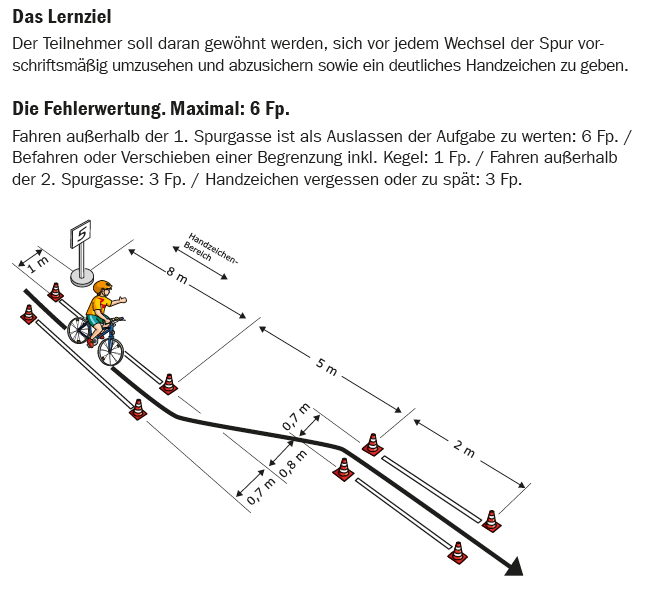 Das Lernziel
Der Teilnehmer soll daran gewöhnt werden, sich vor jedem Wechsel der Spur vor-
schriftsmäßig umzusehen und abzusichern sowie ein deutliches Handzeichen zu geben.
Die Fehlerwertung. Maximal: 6 Fp.
Fahren außerhalb der 1. Spurgasse ist als Auslassen der Aufgabe zu werten: 6 Fp. /
Befahren oder Verschieben einer Begrenzung inkl. Kegel: 1 Fp. / Fahren außerhalb
der 2. Spurgasse: 3 Fp. / Handzeichen vergessen oder zu spät: 3 Fp.
5
Handzeichen-
Bereich
1 m
8 m
5 m
0,7 m
2 m
0,8 m
0,7 m